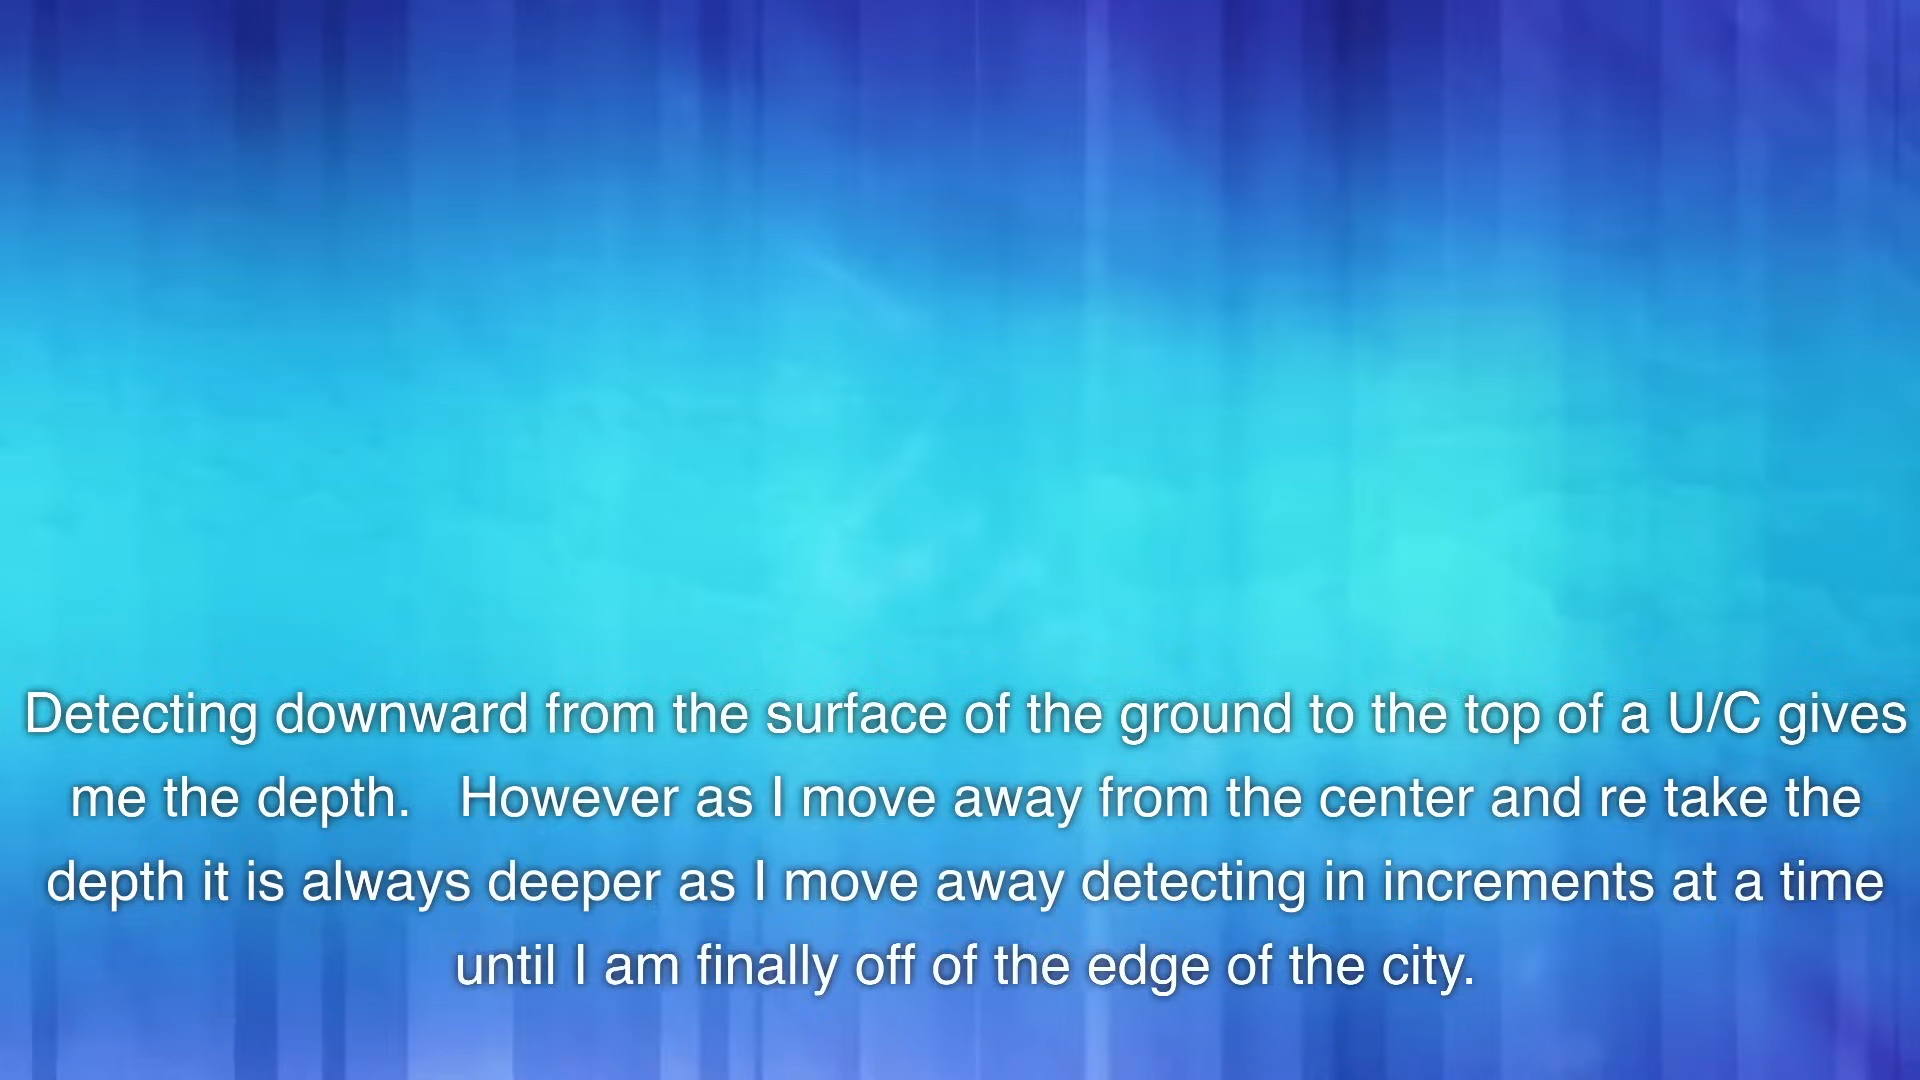 Detecting downward from the surface of the ground to the top of a U/C gives
me the depth.   However as I move away from the center and re take the
depth it is always deeper as I move away detecting in increments at a time
until I am finally off of the edge of the city.